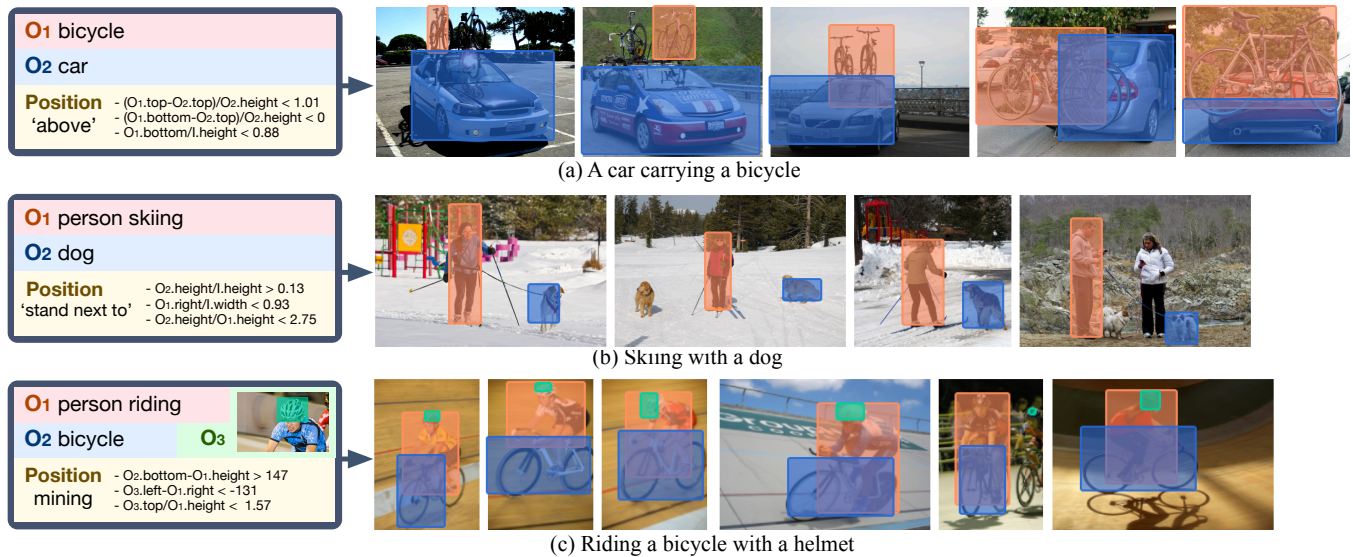 O1 bicycle
O2 car
Position
'above'
- (O1.top-O2.top)/O2.height < 1.01
- (O1.bottom-O2.top)/O2.height < 0
- O1.bottom/I.height < 0.88
(a) A car carrying a bicycle
O1 person skiing
O2 dog
Position
'stand next to'
- O2.height/I.height > 0.13
- O1.right/I.width < 0.93
- O2.height/O1.height < 2.75
(b) Skiing with a dog
O1 person riding
O2 bicycle
O3
Position
mining
- O2.bottom-O1.height > 147
- O3.left-O1.right < -131
- O3.top/O1.height < 1.57
(c) Riding a bicycle with a helmet